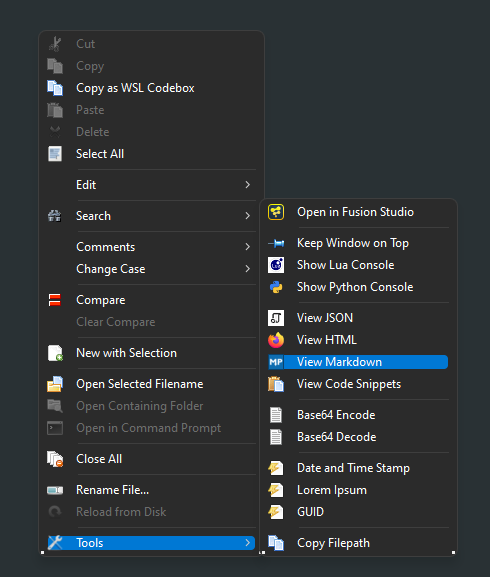 Cut
Copy
Copy as WSL Codebox
Paste
Delete
Select All
Edit
Search
Comments
Change Case
Compare
Clear Compare
New with Selection
Open Selected Filename
Open Containing Folder
Open in Command Prompt
Close All
Rename File...
Reload from Disk
Tools
Open in Fusion Studio
Keep Window on Top
Show Lua Console
Show Python Console
View JSON
View HTML
MP View Markdown
View Code Snippets
Base64 Encode
Base64 Decode
Date and Time Stamp
Lorem Ipsum
GUID
Copy Filepath